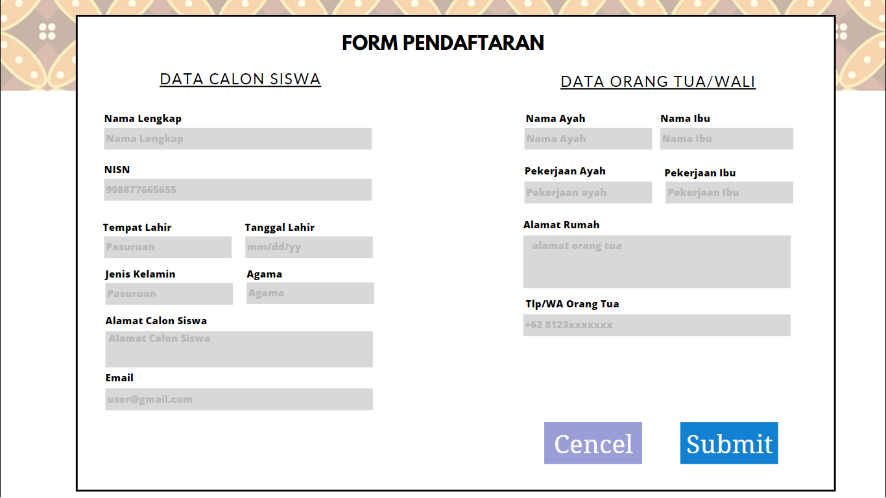 FORM PENDAFTARAN
DATA CALON SISWA
Nama Lengkap
Nama Lengkap
NISN
998877665655
Tempat Lahir Tanggal Lahir
Pasuruan mm/dd/yy
Jenis Kelamin Agama
Pasuruan Agama
Alamat Calon Siswa
Alamat Calon Siswa
Email
user@gmail.com
DATA ORANG TUA/WALI
Nama Ayah Nama Ibu
Nama Ayah Nama Ibu
Pekerjaan Ayah Pekerjaan Ibu
Pekerjaan ayah Pekerjaan Ibu
Alamat Rumah
alamat orang tua
Tlp/WA Orang Tua
+62 8123xxxxxxx
Cencel Submit